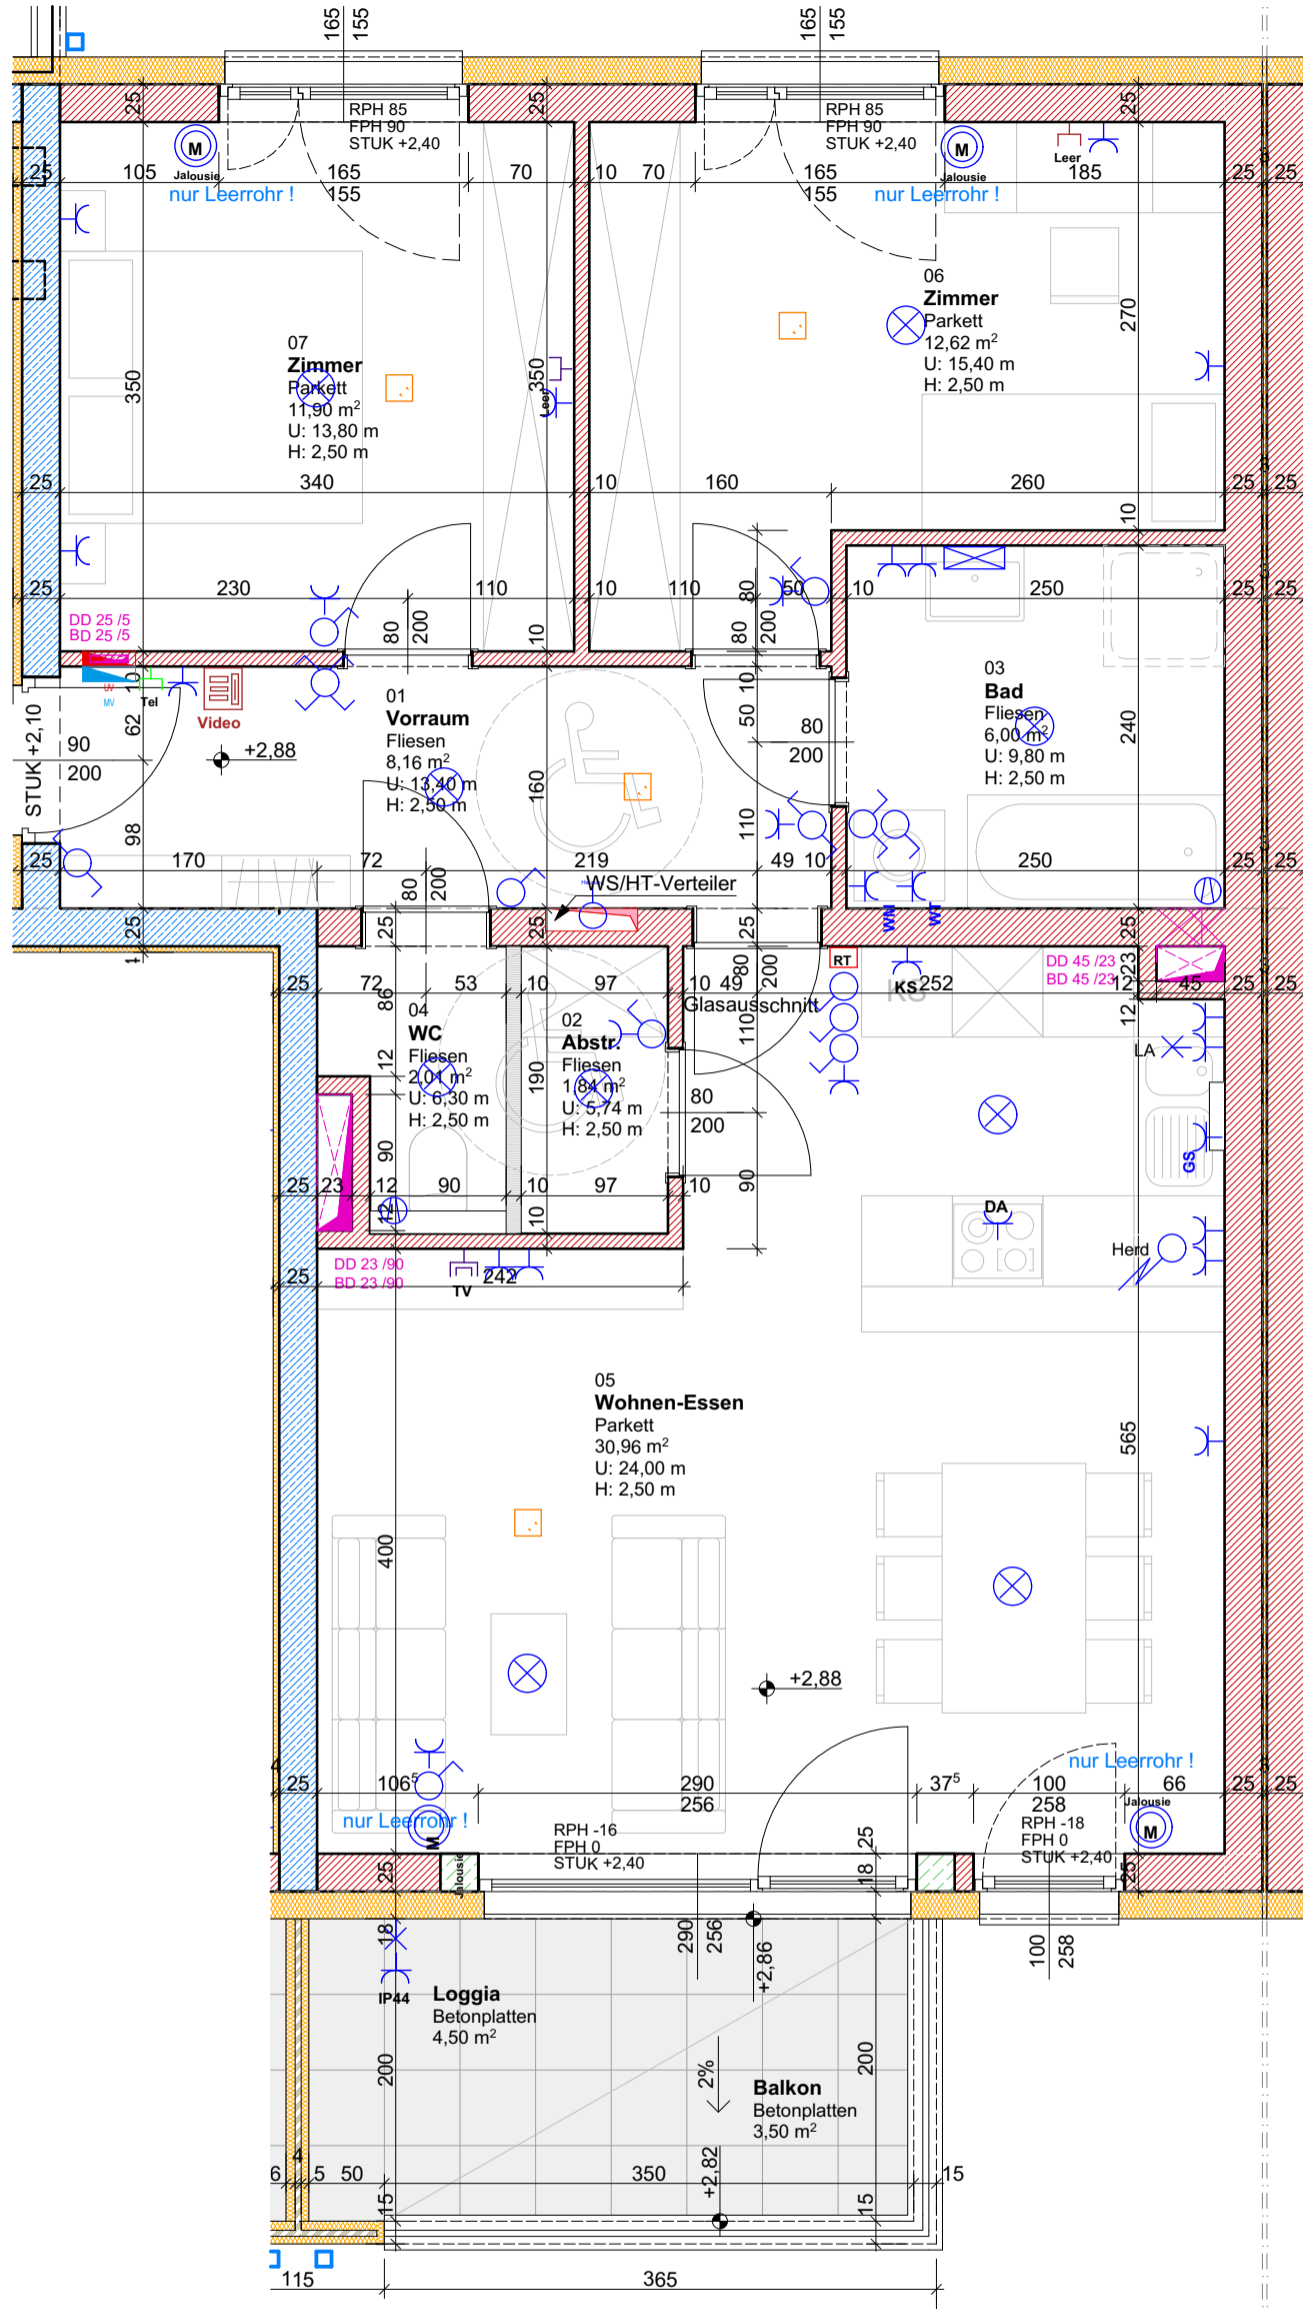 165
155
165
155
RPH 85
FPH 90
STUK +2,40
RPH 85
FPH 90
STUK +2,40
25
25
25
M
Jalousie
nur Leerrohr !
M
Jalousie
nur Leerrohr !
Leer
25
105
165
155
70
10
70
165
155
185
25
25
06
Zimmer
Parkett
12,62 m²
U: 15,40 m
H: 2,50 m
270
07
Zimmer
Parkett
11,90 m²
U: 13,80 m
H: 2,50 m
350
350
Leer
25
340
10
160
260
25
25
10
25
230
110
10
110
50
10
250
25
25
80
80
200
80
200
10
DD 25 /5
BD 25 /5
UV
MV
Tel
Video
10
62
98
STUK +2,10
90
200
+2,88
01
Vorraum
Fliesen
8,16 m²
U: 13,40 m
H: 2,50 m
160
10
50
110
80
200
03
Bad
Fliesen
6,00 m²
U: 9,80 m
H: 2,50 m
240
25
170
72
219
49
10
250
25
25
80
200
WS/HT-Verteiler
WM
WT
25
25
25
25
25
80
200
RT
KS
KS
DD 45 /23
BD 45 /23
23
25
72
53
10
97
10
49
252
12
45
25
25
Glasausschnitt
86
12
110
12
04
WC
Fliesen
2,01 m²
U: 6,30 m
H: 2,50 m
02
Abstr.
Fliesen
1,84 m²
U: 5,74 m
H: 2,50 m
190
LA
80
200
90
90
GS
25
23
12
90
10
97
10
12
10
DA
Herd
DD 23 /90
BD 23 /90
25
242
TV
05
Wohnen-Essen
Parkett
30,96 m²
U: 24,00 m
H: 2,50 m
565
400
+2,88
nur Leerrohr !
25
106⁵
290
256
37⁵
100
258
66
25
25
Jalousie
nur Leerrohr !
M
M
RPH -16
FPH 0
STUK +2,40
RPH -18
FPH 0
STUK +2,40
25
Jalousie
25
18
25
18
290
256
+2,86
100
258
IP44
Loggia
Betonplatten
4,50 m²
200
2%
200
Balkon
Betonplatten
3,50 m²
+2,82
6
4
5
50
350
15
15
15
115
365